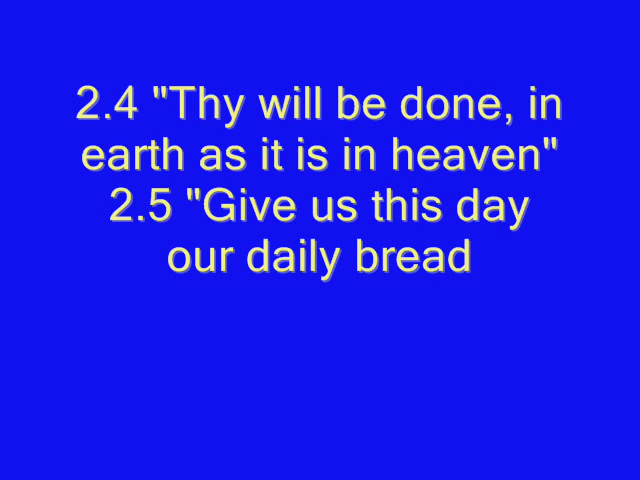 2.4 "Thy will be done, in
earth as it is in heaven"
2.5 "Give us this day
our daily bread